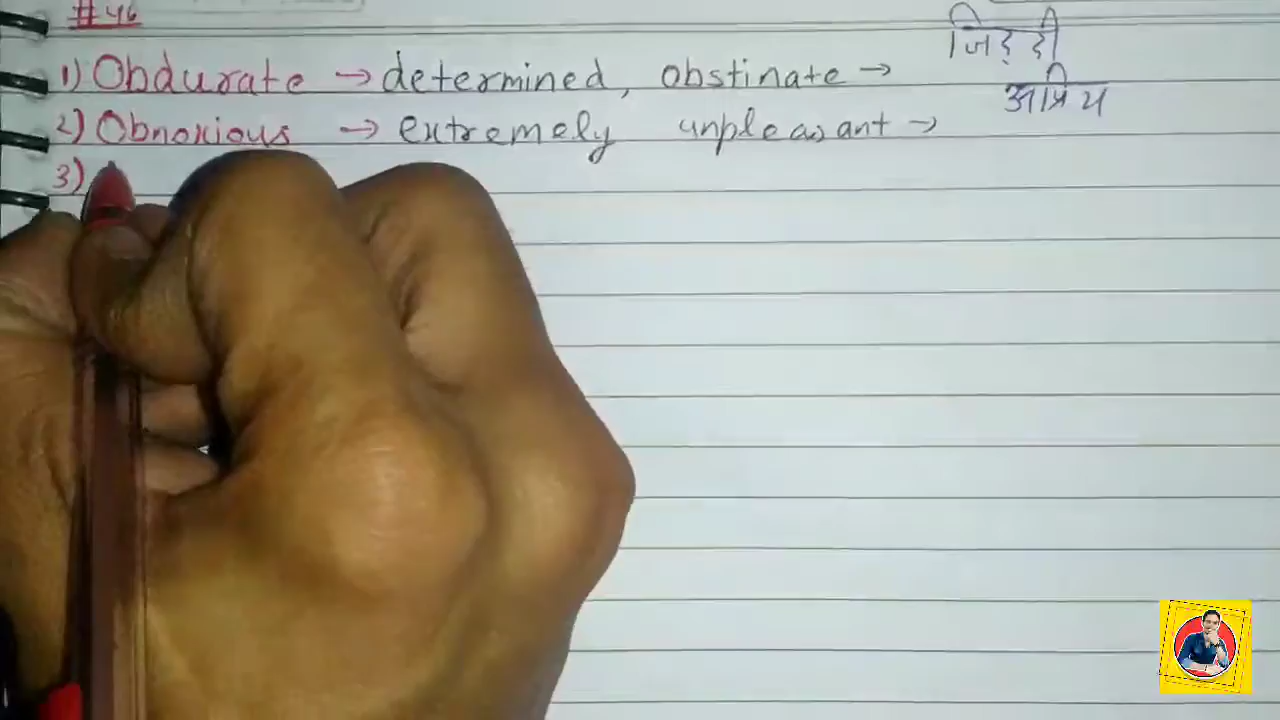 #46
1) Obdurate → determined, obstinate → जिद्दी
2) Obnoxious → extremely unpleasant → अप्रिय
3)